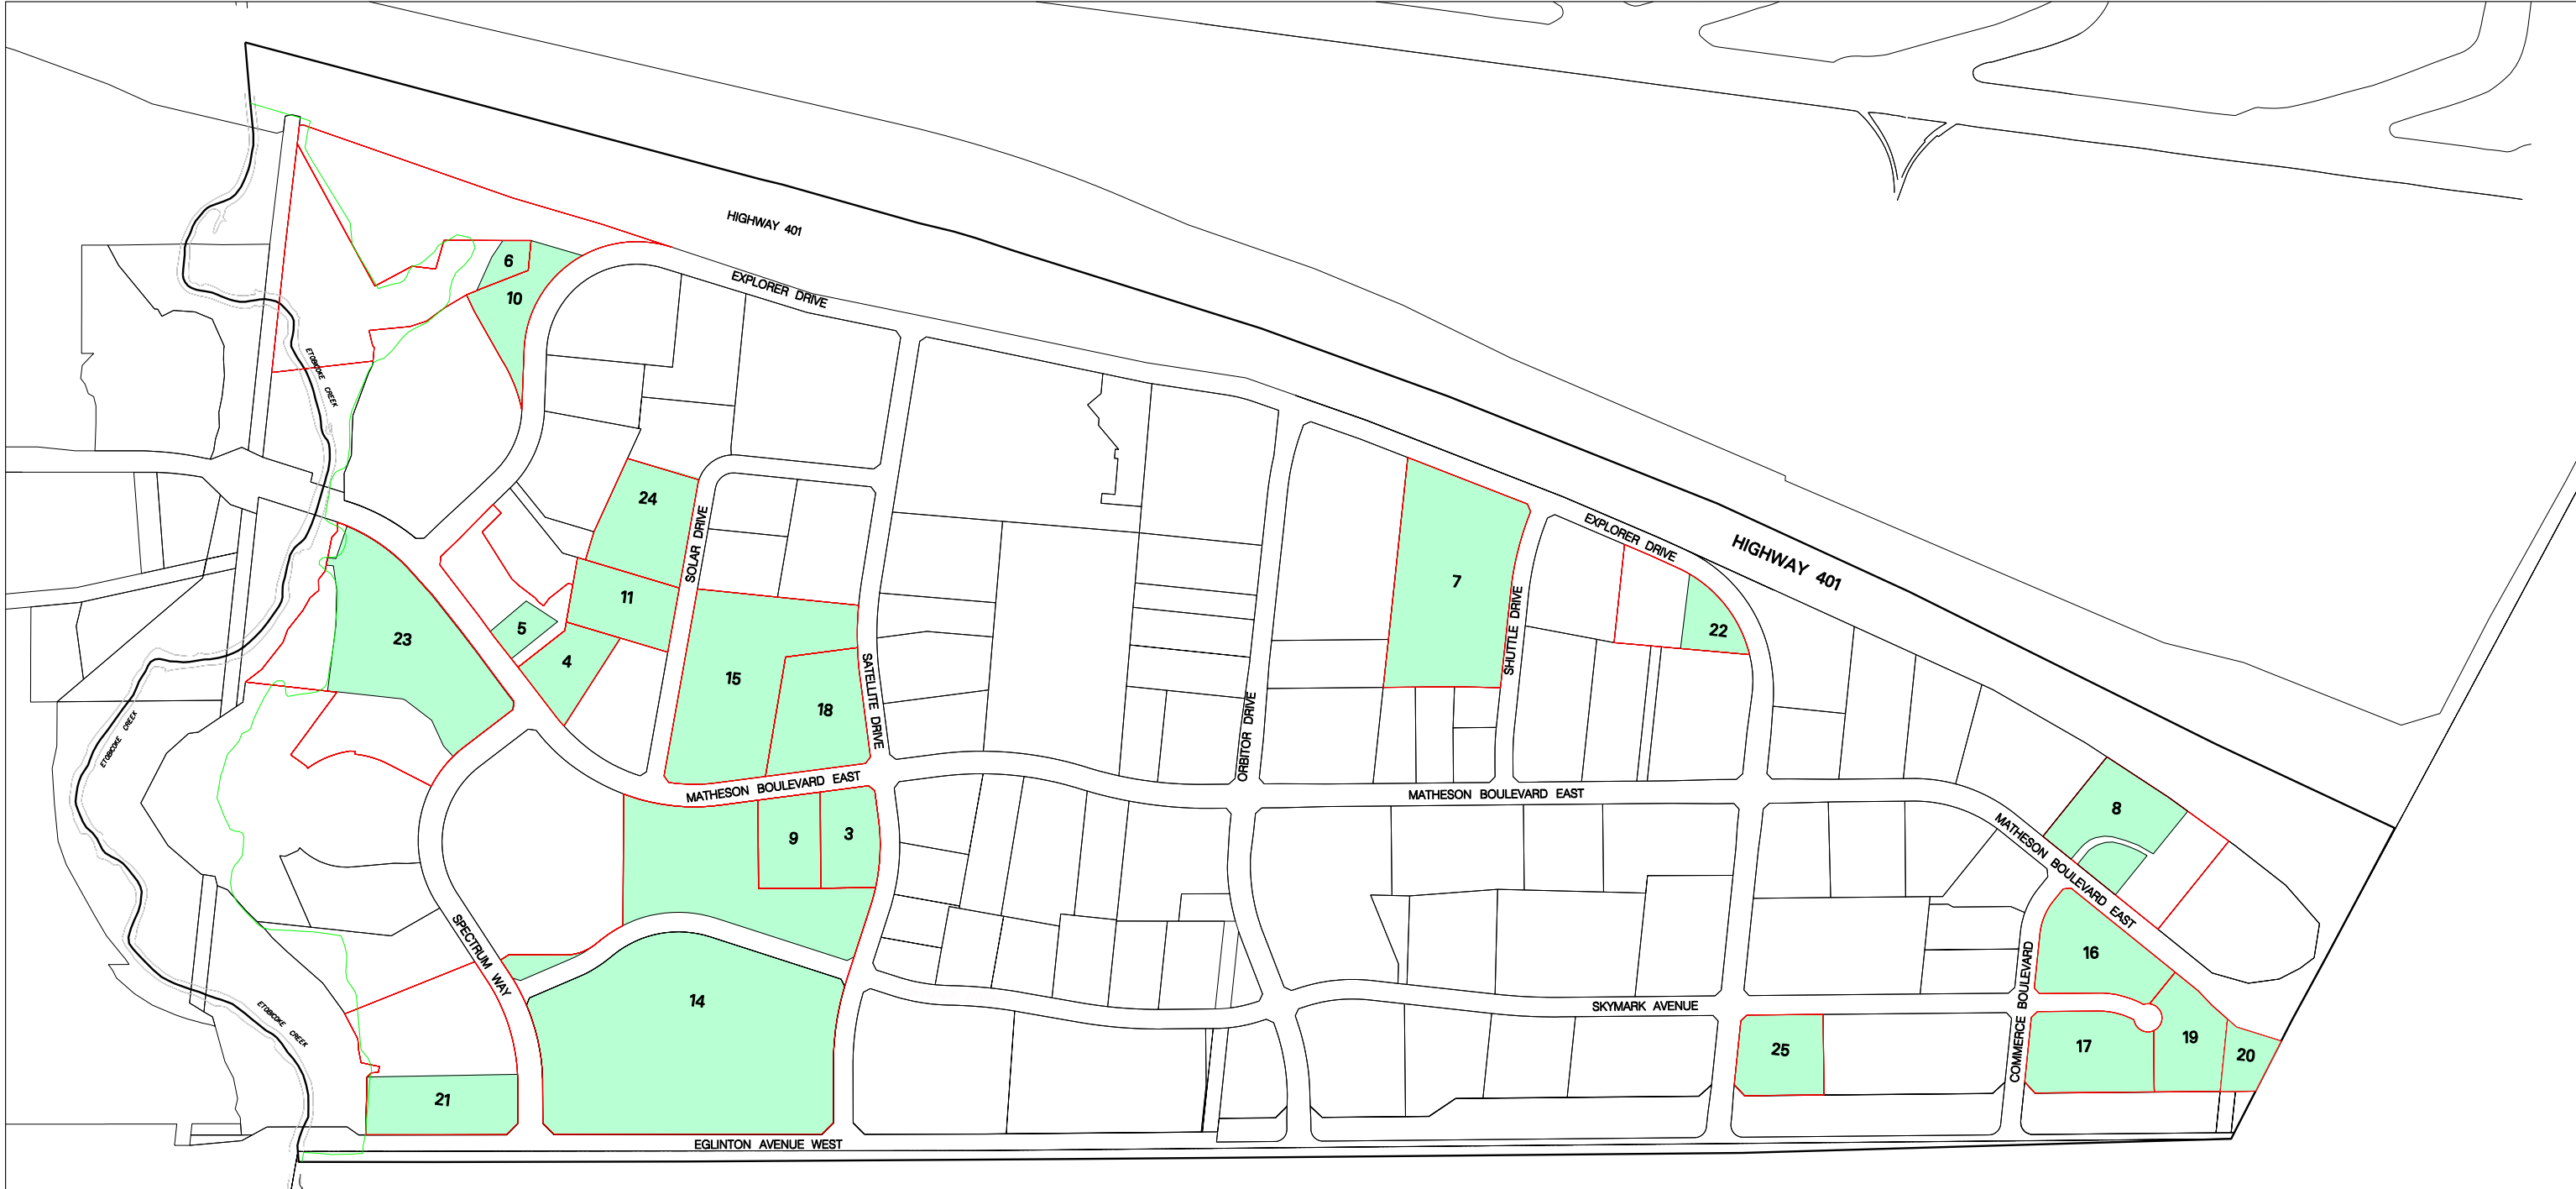 HIGHWAY 401
6
EXPLORER DRIVE
10
ETOBICOKE CREEK
24
SOLAR DRIVE
EXPLORER DRIVE
HIGHWAY 401
7
11
5
SHUTTLE DRIVE
22
23
4
15
SATELLITE DRIVE
18
ORBITOR DRIVE
ETOBICOKE CREEK
MATHESON BOULEVARD EAST
MATHESON BOULEVARD EAST
8
9
3
MATHESON BOULEVARD EAST
SPECTRUM WAY
16
COMMERCE BOULEVARD
14
SKYMARK AVENUE
ETOBICOKE CREEK
25
17
19
20
21
EGLINTON AVENUE WEST